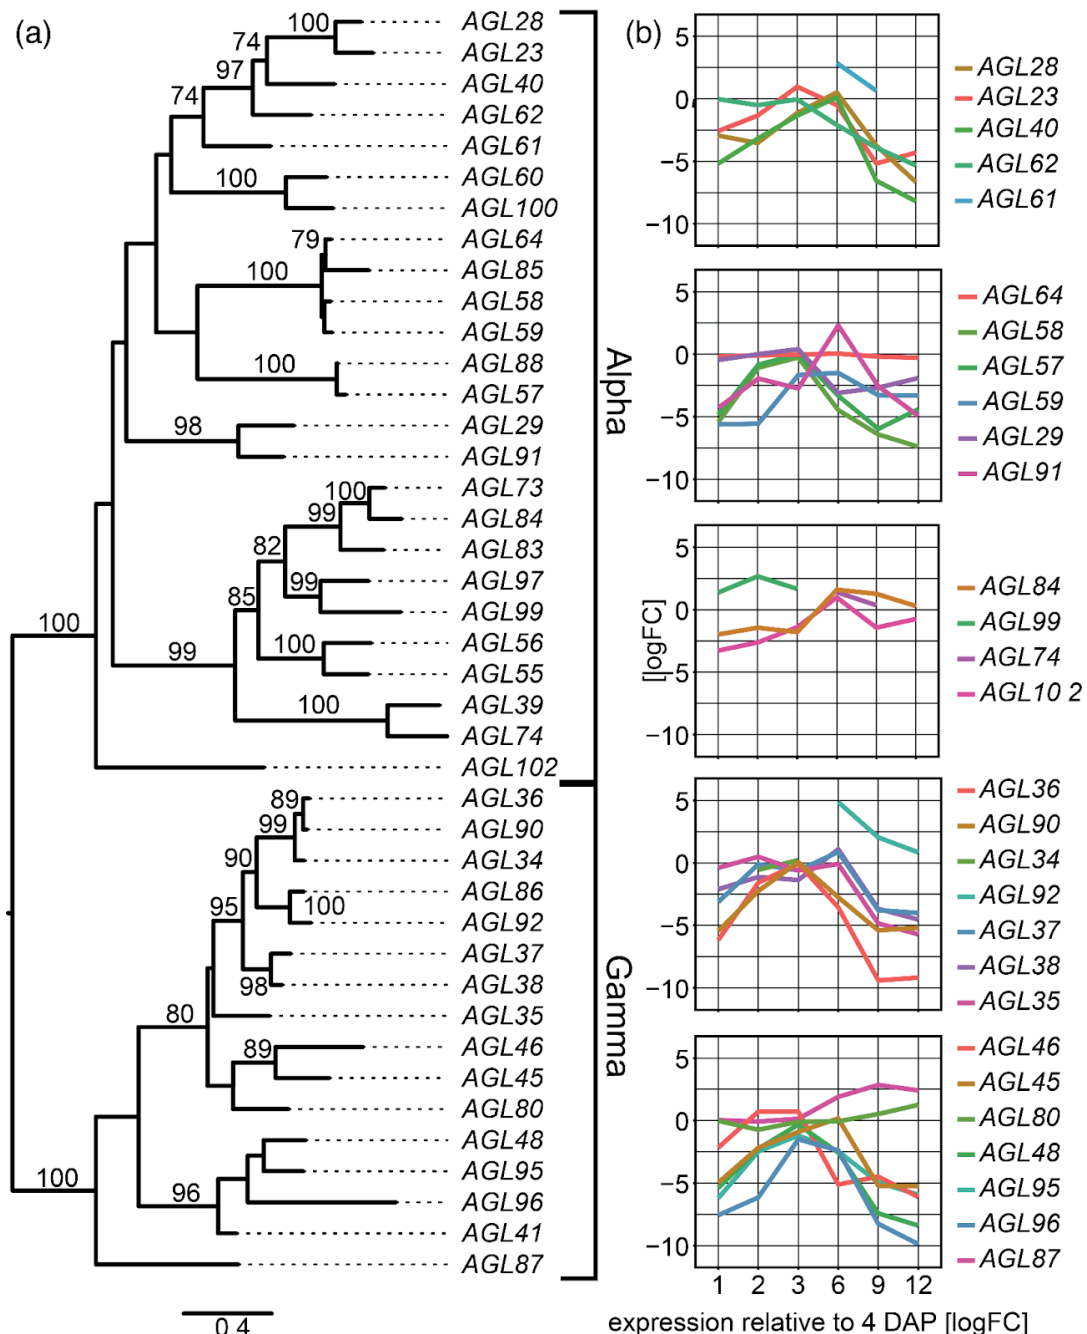 (a)
AGL28
AGL23
AGL40
AGL62
AGL61
AGL60
AGL100
AGL64
AGL85
AGL58
AGL59
AGL88
AGL57
AGL29
AGL91
AGL73
AGL84
AGL83
AGL97
AGL99
AGL56
AGL55
AGL39
AGL74
AGL102
AGL36
AGL90
AGL34
AGL86
AGL92
AGL37
AGL38
AGL35
AGL46
AGL45
AGL80
AGL48
AGL95
AGL96
AGL41
AGL87
100
74
97
74
100
79
100
100
98
100
99
82
99
85
100
99
100
100
89
99
90
100
95
98
80
89
96
100
0.4
Alpha
Gamma
(b)
5
0
−5
−10
AGL28
AGL23
AGL40
AGL62
AGL61
5
0
−5
−10
AGL64
AGL58
AGL57
AGL59
AGL29
AGL91
[logFC]
5
0
−5
−10
AGL84
AGL99
AGL74
AGL10 2
5
0
−5
−10
AGL36
AGL90
AGL34
AGL92
AGL37
AGL38
AGL35
5
0
−5
−10
AGL46
AGL45
AGL80
AGL48
AGL95
AGL96
AGL87
1 2 3 6 9 12
expression relative to 4 DAP [logFC]